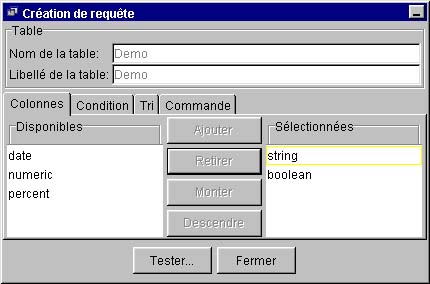 Création de requête
Table
Nom de la table: Demo
Libellé de la table: Demo
Colonnes Condition Tri Commande
Disponibles
date
numeric
percent
Ajouter
Retirer
Monter
Descendre
Sélectionnées
string
boolean
Tester... Fermer